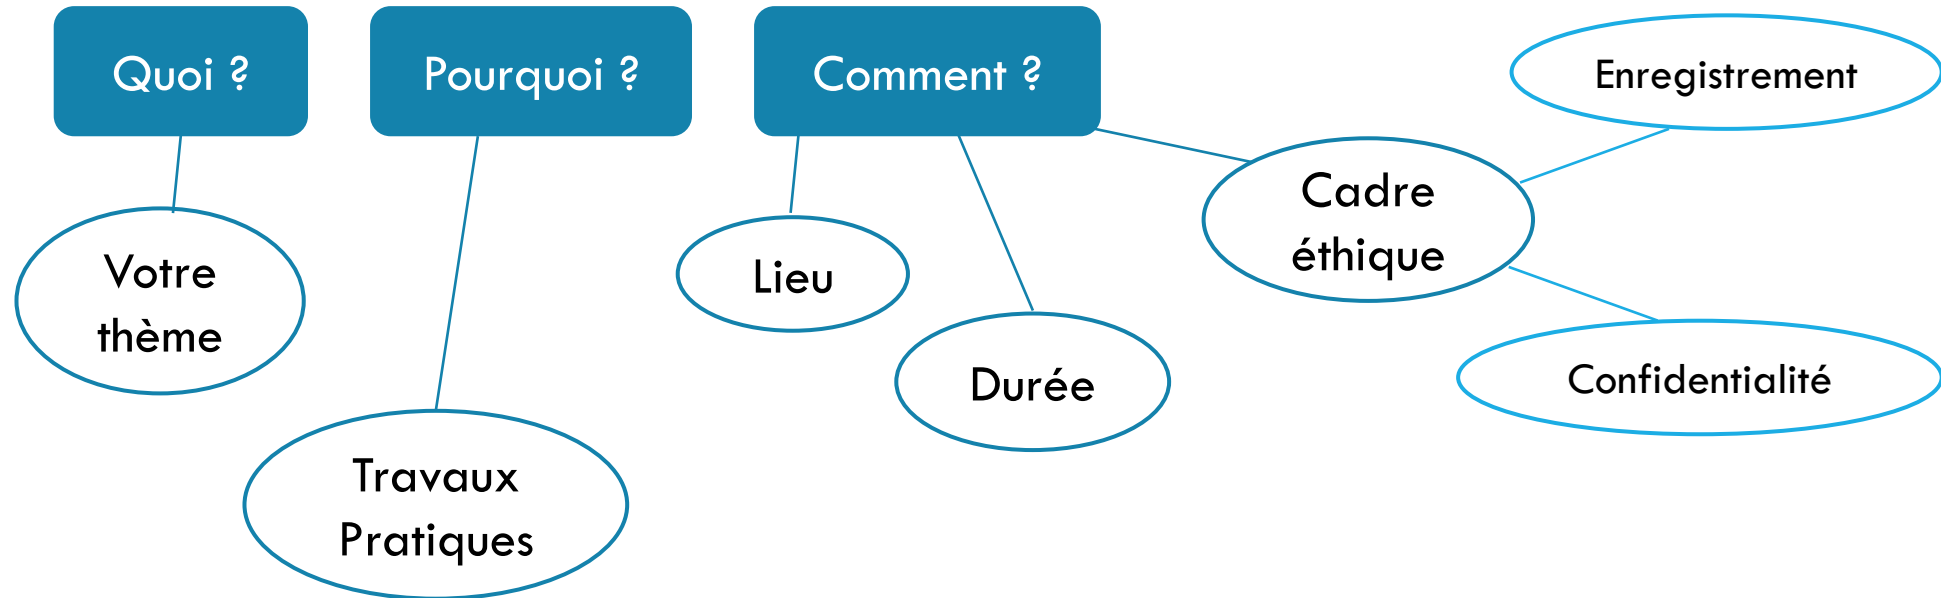 Quoi ?
Pourquoi ?
Comment ?
Enregistrement
Cadre
éthique
Votre
thème
Lieu
Durée
Confidentialité
Travaux
Pratiques